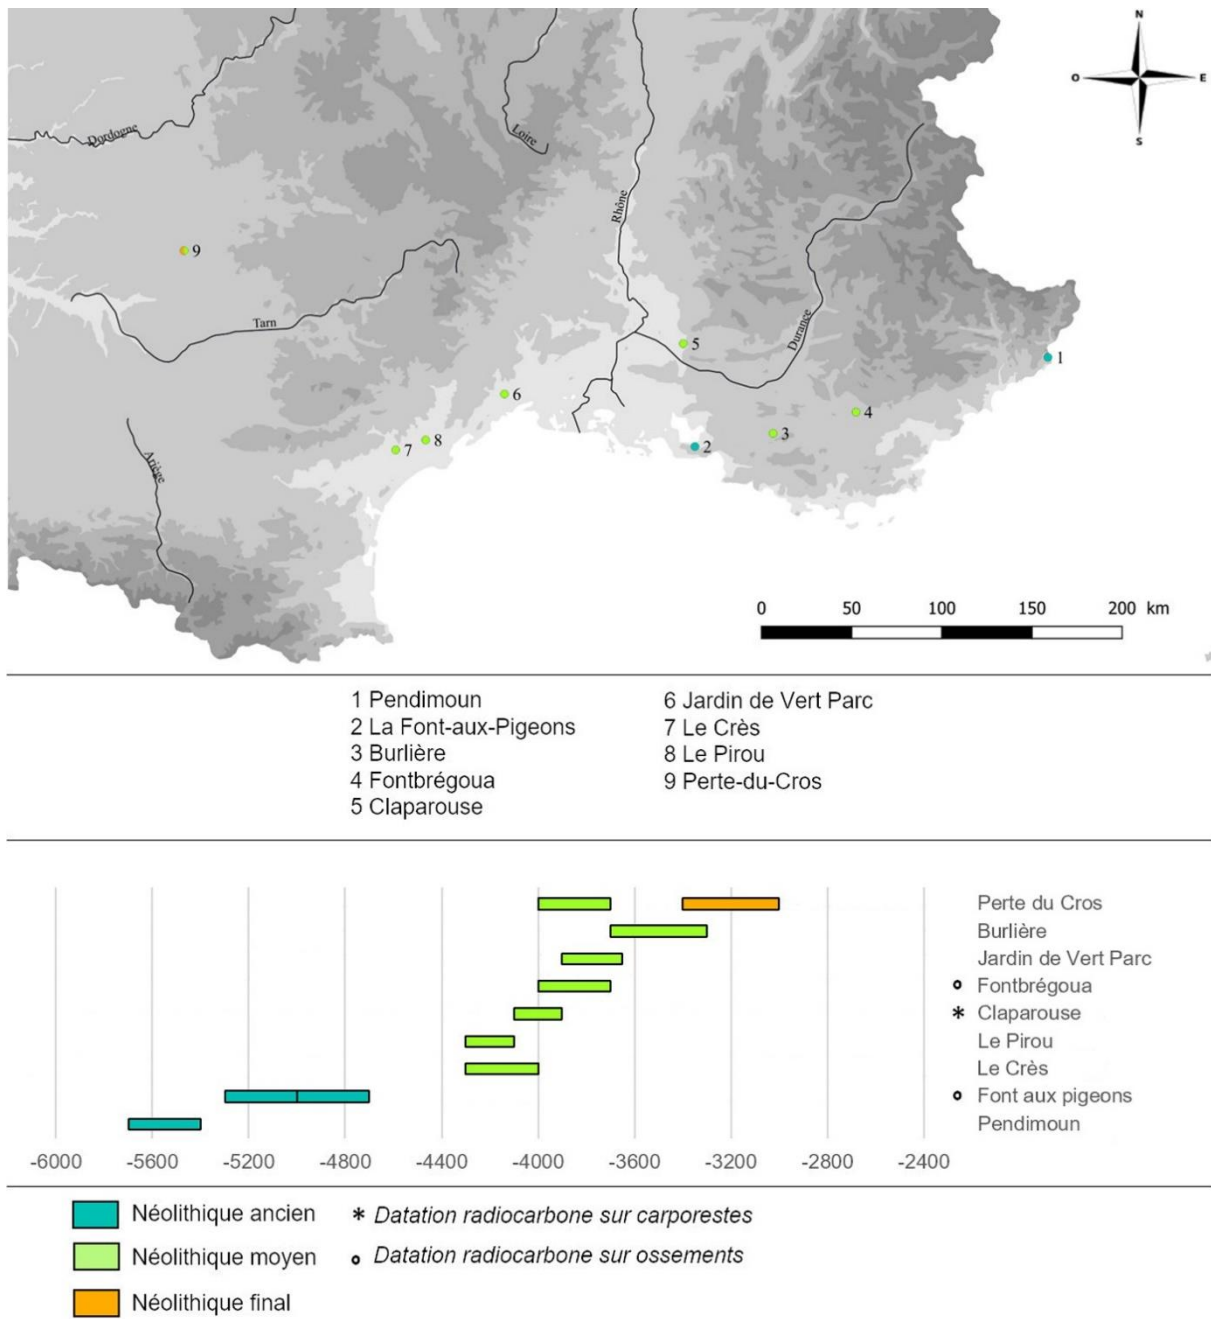 N
O E
S
Dordogne
Loire
Rhône
9
Tarn
Durance
5
1
6
4
3
8
2
7
Ariège
0 50 100 150 200 km
1 Pendimoun
2 La Font-aux-Pigeons
3 Burlière
4 Fontbrégoua
5 Claparouse
6 Jardin de Vert Parc
7 Le Crès
8 Le Pirou
9 Perte-du-Cros
Perte du Cros
Burlière
Jardin de Vert Parc
Fontbrégoua
* Claparouse
Le Pirou
Le Crès
Font aux pigeons
Pendimoun
-6000 -5600 -5200 -4800 -4400 -4000 -3600 -3200 -2800 -2400
Néolithique ancien
Néolithique moyen
Néolithique final
* Datation radiocarbone sur carporestes
Datation radiocarbone sur ossements